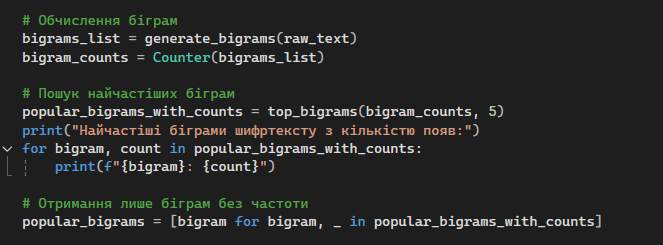 # Обчислення біграм
bigrams_list = generate_bigrams(raw_text)
bigram_counts = Counter(bigrams_list)
# Пошук найчастіших біграм
popular_bigrams_with_counts = top_bigrams(bigram_counts, 5)
print("Найчастіші біграми шифртексту з кількістю появ:")
for bigram, count in popular_bigrams_with_counts:
    print(f"{bigram}: {count}")
# Отримання лише біграм без частоти
popular_bigrams = [bigram for bigram, _ in popular_bigrams_with_counts]